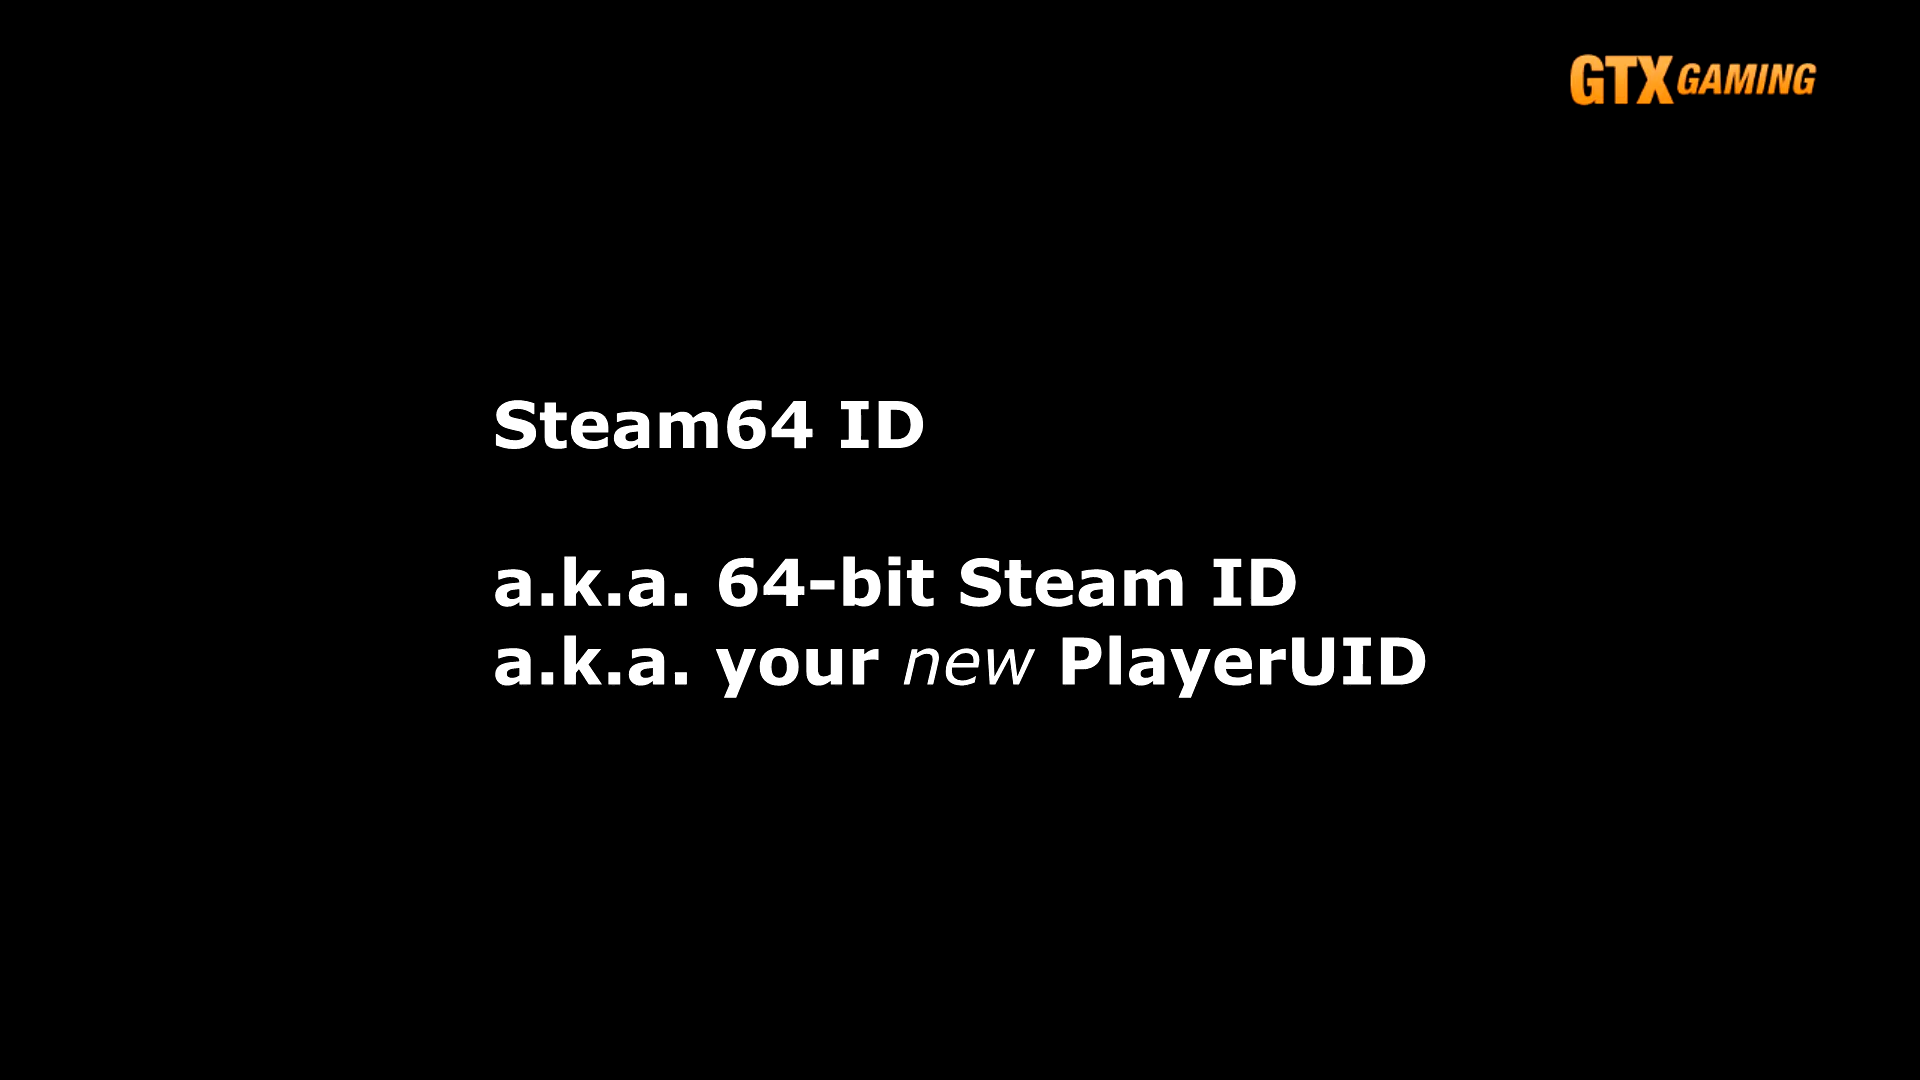 GTX GAMING
Steam64 ID
a.k.a. 64-bit Steam ID
a.k.a. your new PlayerUID